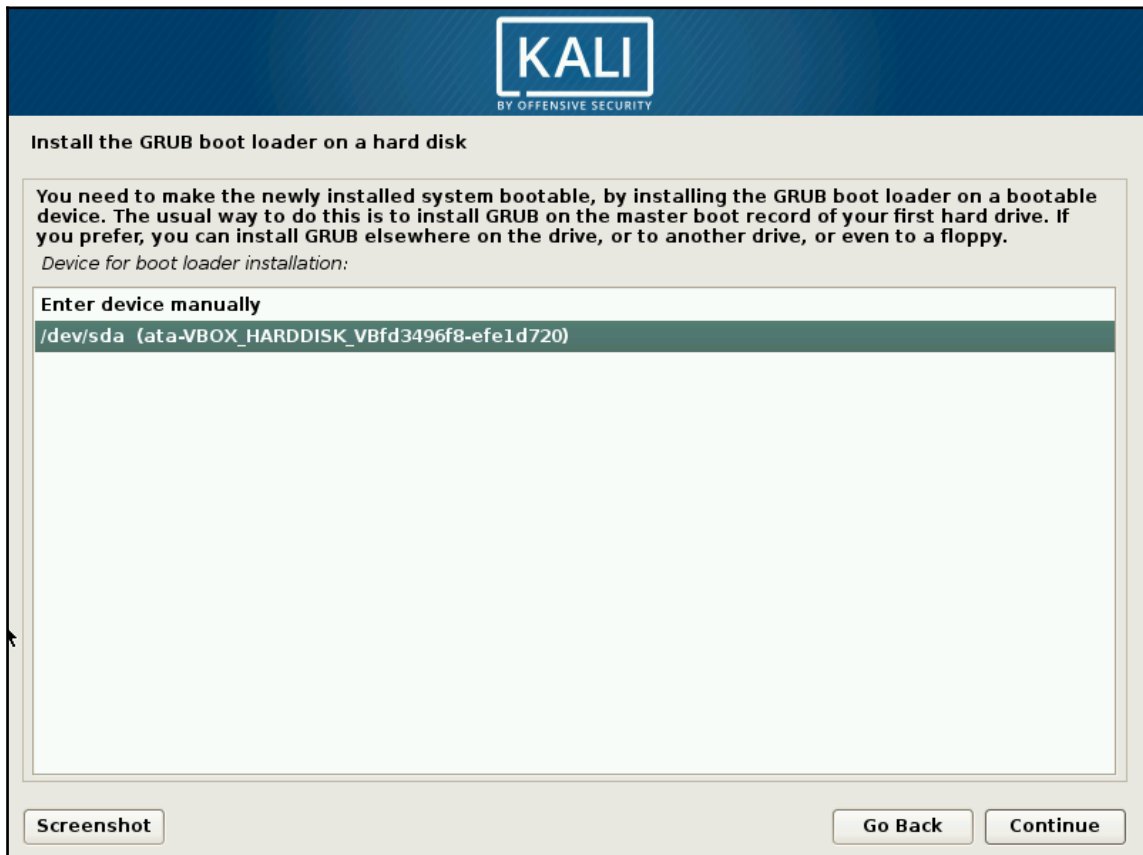 KALI
BY OFFENSIVE SECURITY
Install the GRUB boot loader on a hard disk
You need to make the newly installed system bootable, by installing the GRUB boot loader on a bootable
device. The usual way to do this is to install GRUB on the master boot record of your first hard drive. If
you prefer, you can install GRUB elsewhere on the drive, or to another drive, or even to a floppy.
Device for boot loader installation:
Enter device manually
/dev/sda (ata-VBOX_HARDDISK_VBfd3496f8-efe1d720)
Screenshot
Go Back
Continue